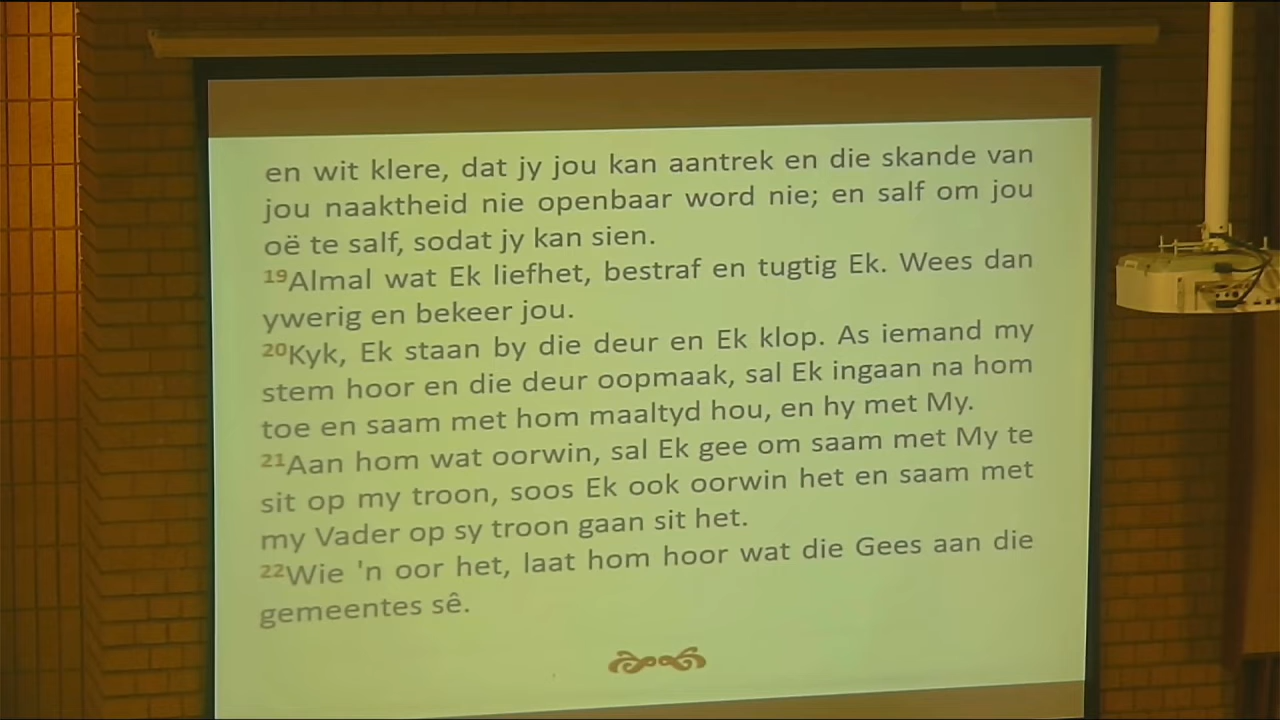 en wit klere, dat jy jou kan aantrek en die skande van
jou naaktheid nie openbaar word nie; en salf om jou
oë te salf, sodat jy kan sien.
19Almal wat Ek liefhet, bestraf en tugtig Ek. Wees dan
ywerig en bekeer jou.
20Kyk, Ek staan by die deur en Ek klop. As iemand my
stem hoor en die deur oopmaak, sal Ek ingaan na hom
toe en saam met hom maaltyd hou, en hy met My.
21Aan hom wat oorwin, sal Ek gee om saam met My te
sit op my troon, soos Ek ook oorwin het en saam met
my Vader op sy troon gaan sit het.
22Wie 'n oor het, laat hom hoor wat die Gees aan die
gemeentes sê.